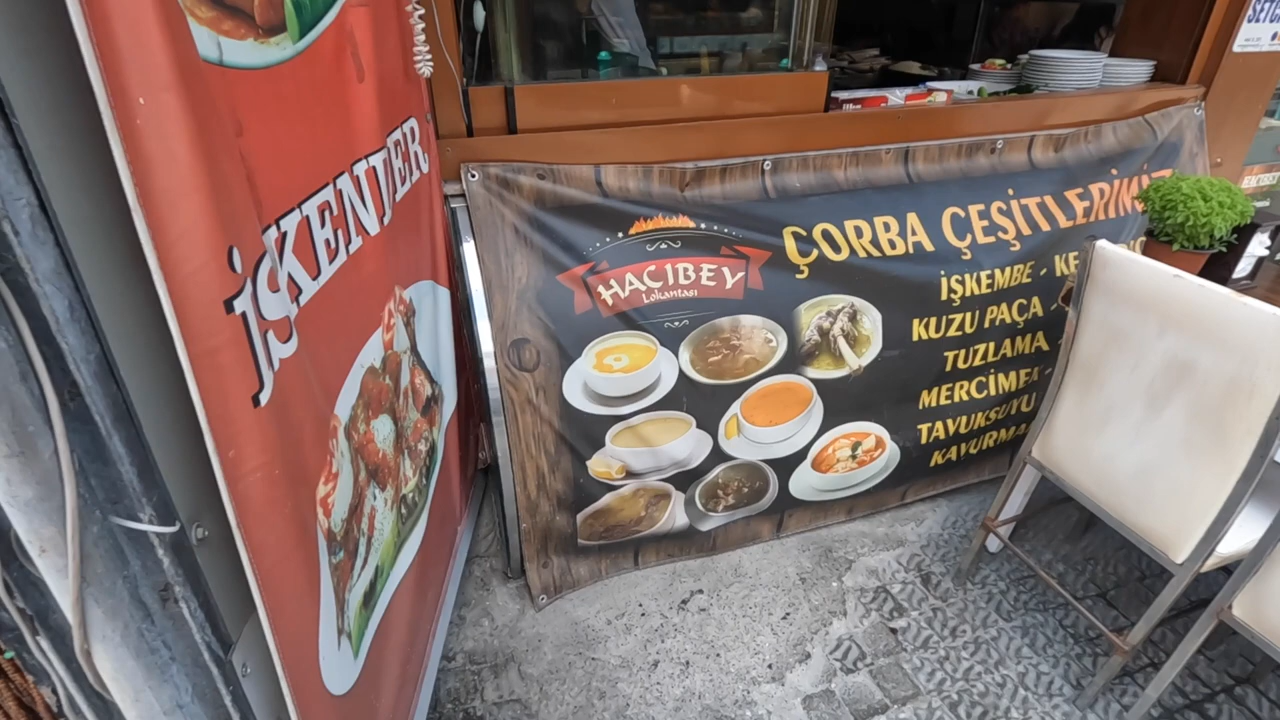 İSKENDER
HACIBEY
Lokantası
ÇORBA ÇEŞİTLERİMİZ
İŞKEMBE - KE
KUZU PAÇA -
TUZLAMA
MERCİMEK -
TAVUKSUYU
KAVURMA